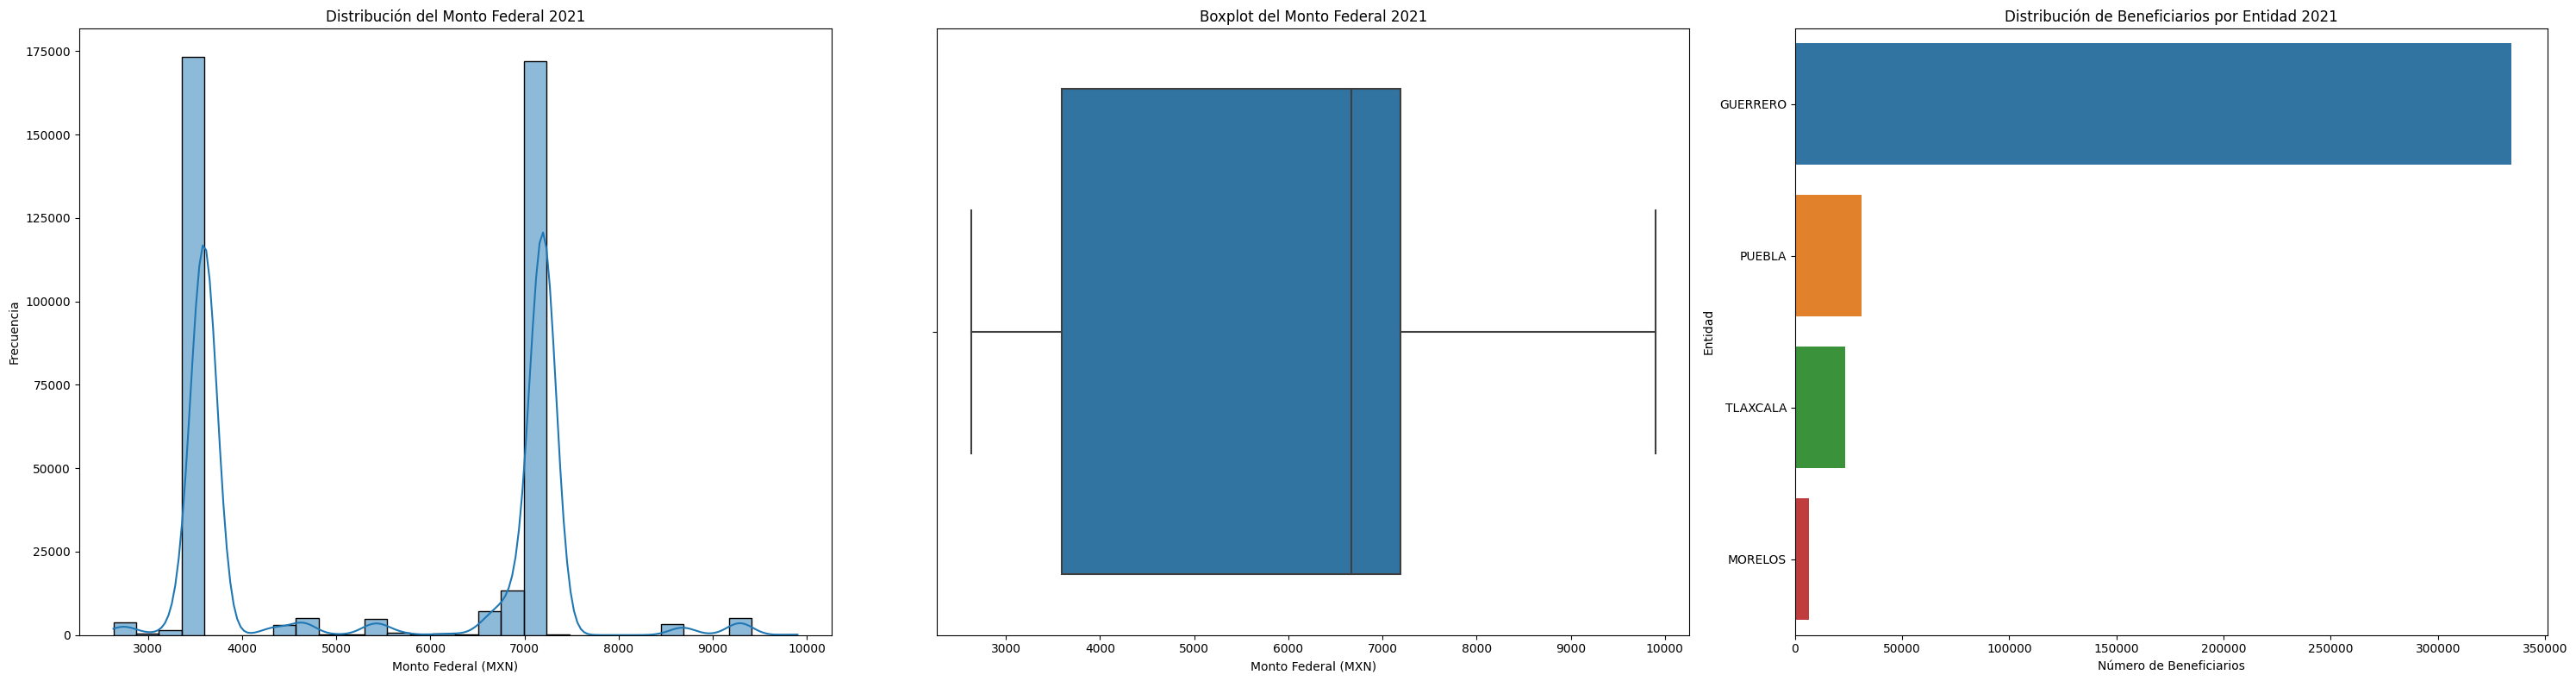 Distribución del Monto Federal 2021
175000
150000
125000
100000
75000
50000
25000
0
Frecuencia
3000 4000 5000 6000 7000 8000 9000 10000
Monto Federal (MXN)
Boxplot del Monto Federal 2021
3000 4000 5000 6000 7000 8000 9000 10000
Monto Federal (MXN)
Distribución de Beneficiarios por Entidad 2021
Entidad
GUERRERO
PUEBLA
TLAXCALA
MORELOS
0 50000 100000 150000 200000 250000 300000 350000
Número de Beneficiarios